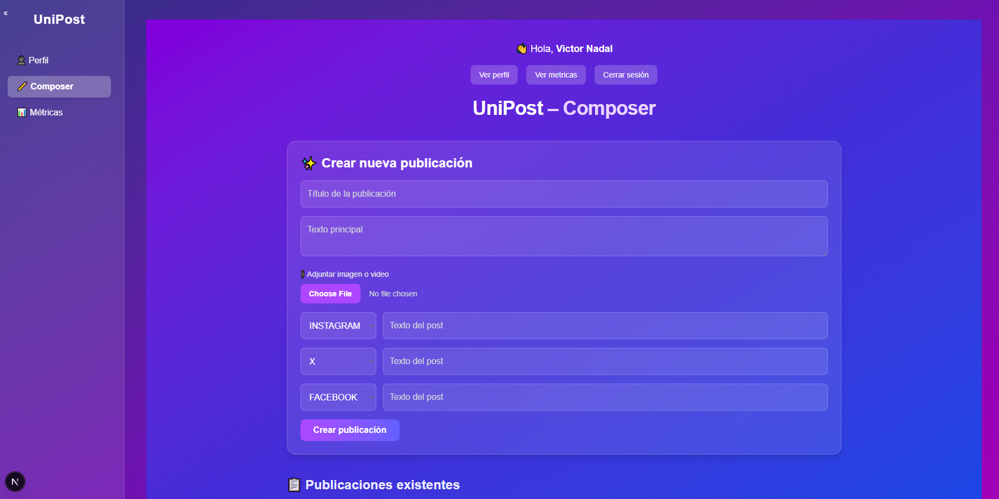 «
UniPost
Perfil
Composer
Métricas
Hola, Victor Nadal
Ver perfil
Ver metricas
Cerrar sesión
UniPost – Composer
Crear nueva publicación
Título de la publicación
Texto principal
Adjuntar imagen o video
Choose File No file chosen
INSTAGRAM Texto del post
X Texto del post
FACEBOOK Texto del post
Crear publicación
Publicaciones existentes
N